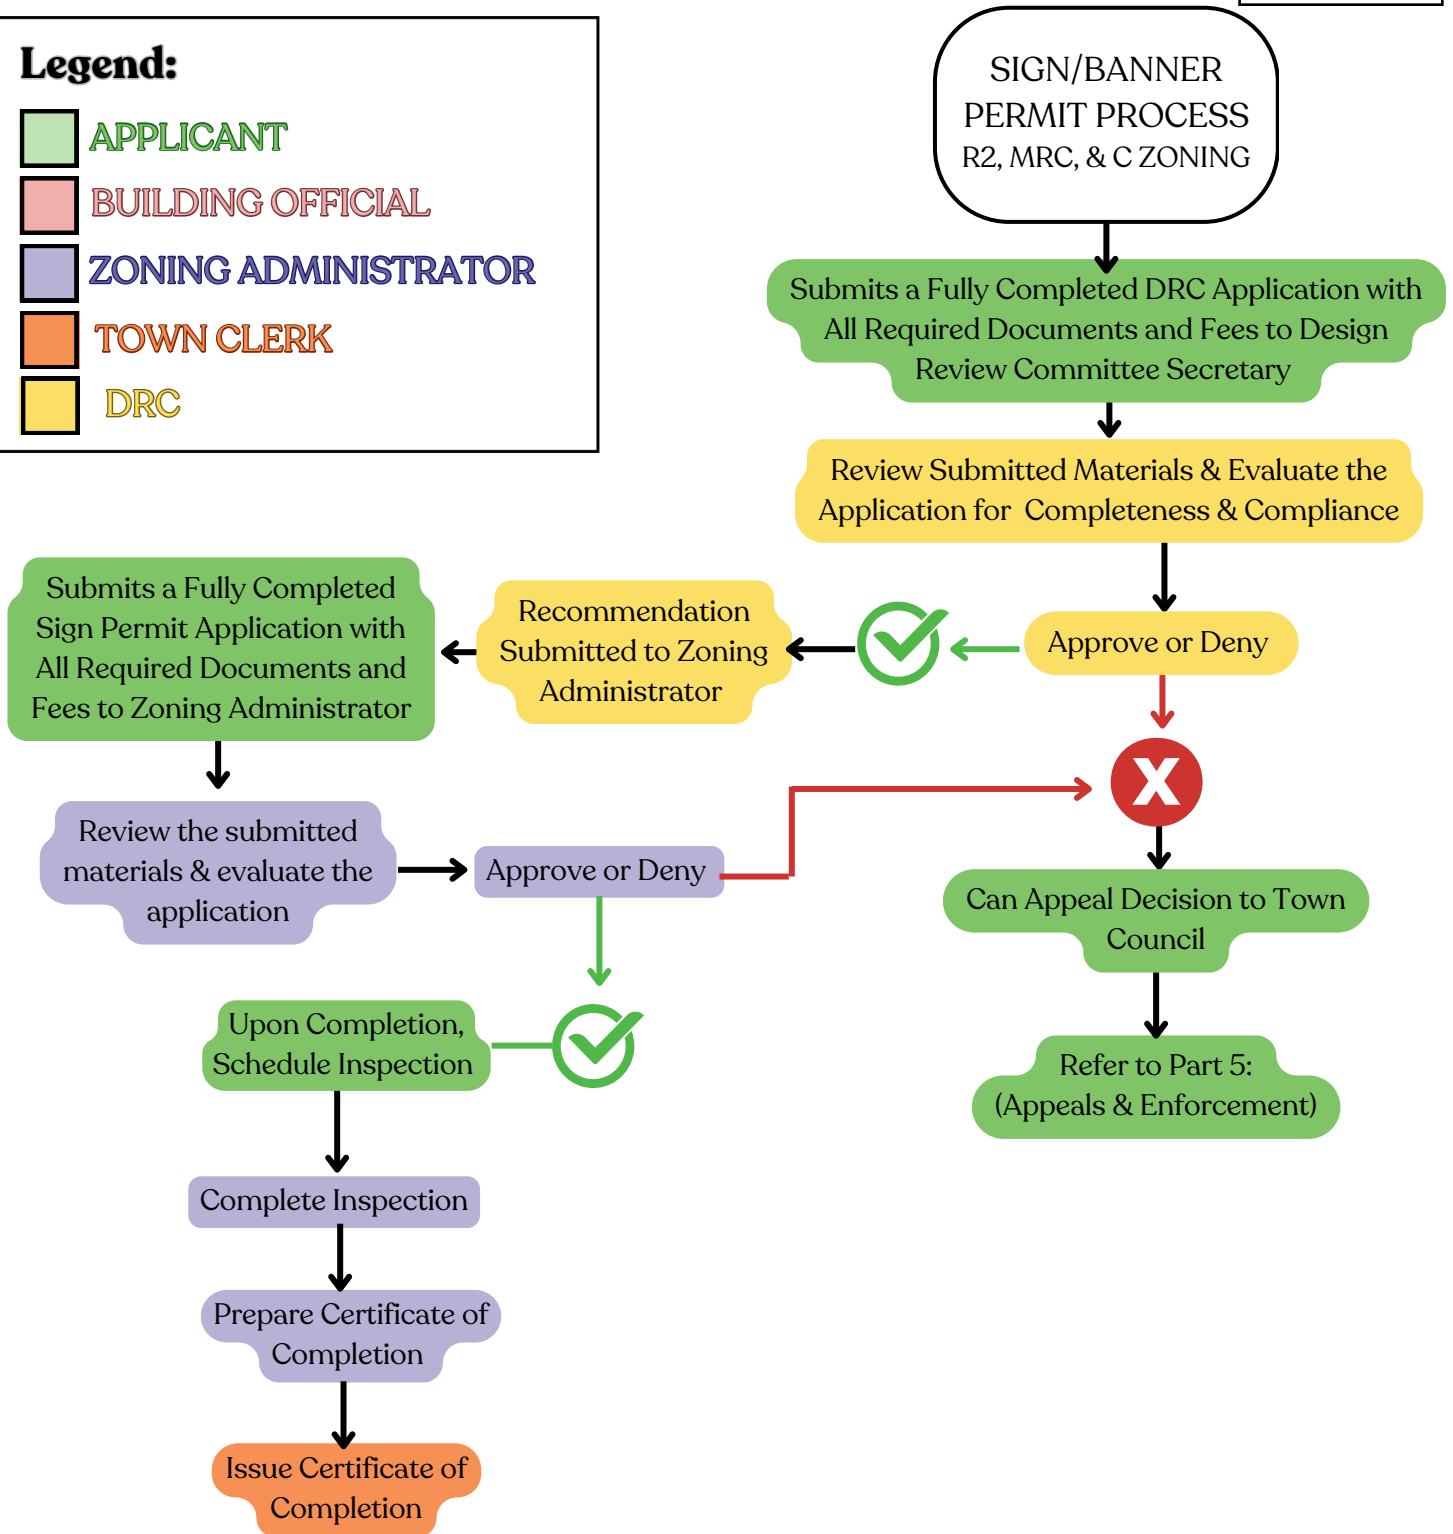 Legend:
APPLICANT
BUILDING OFFICIAL
ZONING ADMINISTRATOR
TOWN CLERK
DRC
SIGN/BANNER
PERMIT PROCESS
R2, MRC, & C ZONING
Submits a Fully Completed DRC Application with
All Required Documents and Fees to Design
Review Committee Secretary
Review Submitted Materials & Evaluate the
Application for Completeness & Compliance
Approve or Deny
Recommendation
Submitted to Zoning
Administrator
Submits a Fully Completed
Sign Permit Application with
All Required Documents and
Fees to Zoning Administrator
Review the submitted
materials & evaluate the
application
Approve or Deny
X
Can Appeal Decision to Town
Council
Refer to Part 5:
(Appeals & Enforcement)
Upon Completion,
Schedule Inspection
Complete Inspection
Prepare Certificate of
Completion
Issue Certificate of
Completion